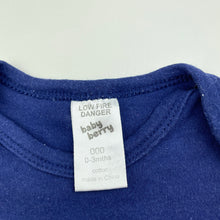 LOW FIRE
DANGER
baby
berry
000
0-3mths
cotton
made in China